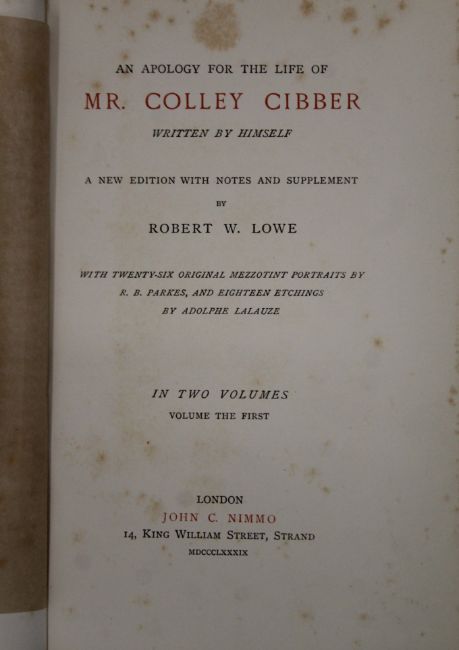 AN APOLOGY FOR THE LIFE OF
MR. COLLEY CIBBER
WRITTEN BY HIMSELF
A NEW EDITION WITH NOTES AND SUPPLEMENT
BY
ROBERT W. LOWE
WITH TWENTY-SIX ORIGINAL MEZZOTINT PORTRAITS BY
R. B. PARKES, AND EIGHTEEN ETCHINGS
BY ADOLPHE LALAUZE
IN TWO VOLUMES
VOLUME THE FIRST
LONDON
JOHN C. NIMMO
14, KING WILLIAM STREET, STRAND
MDCCCLXXXIX